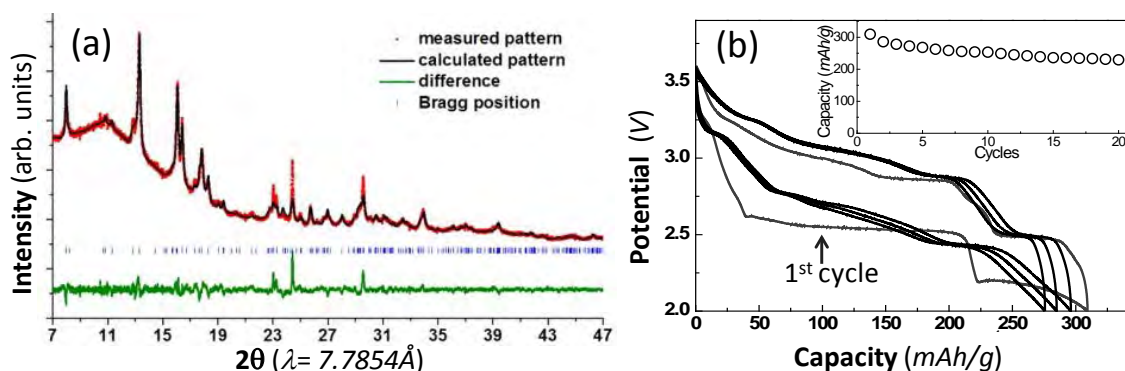 (a)
measured pattern
calculated pattern
difference
Bragg position
Intensity (arb. units)
7 11 15 19 23 27 31 35 39 43 47
2θ (λ= 7.7854Å)
(b)
3.5
3.0
2.5
2.0
Potential (V)
0 50 100 150 200 250 300
Capacity (mAh/g)
1st cycle
300
200
100
0
Capacity (mAh/g)
0 5 10 15 20
Cycles